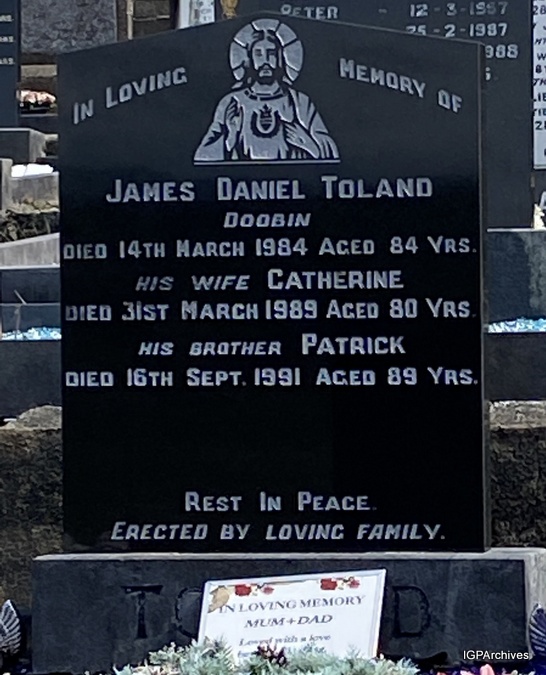 PETER - 12-3-1957
25-2-1987
IN LOVING MEMORY OF
JAMES DANIEL TOLAND
DOOBIN
DIED 14TH MARCH 1984 AGED 84 YRS.
HIS WIFE CATHERINE
DIED 31ST MARCH 1989 AGED 80 YRS.
HIS BROTHER PATRICK
DIED 16TH SEPT. 1991 AGED 89 YRS.
REST IN PEACE.
ERECTED BY LOVING FAMILY.
IN LOVING MEMORY
MUM+DAD
Loved with a love
IGPArchives